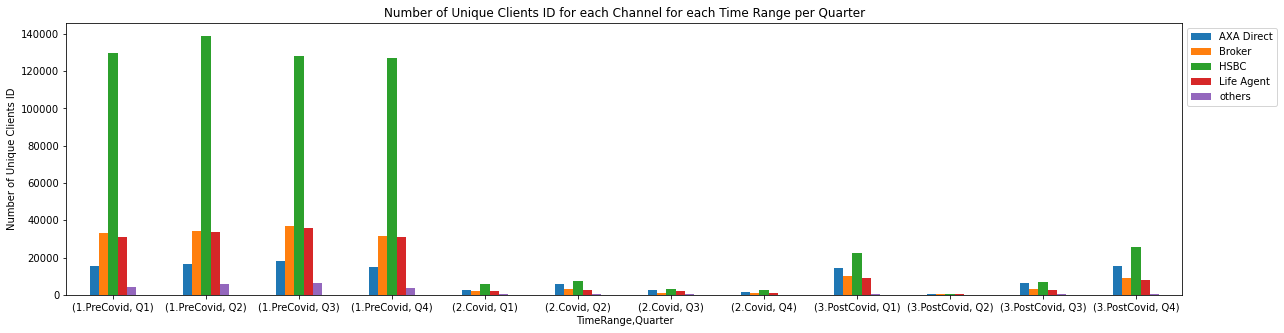 Number of Unique Clients ID for each Channel for each Time Range per Quarter
Number of Unique Clients ID
140000
120000
100000
80000
60000
40000
20000
0
(1.PreCovid, Q1) (1.PreCovid, Q2) (1.PreCovid, Q3) (1.PreCovid, Q4) (2.Covid, Q1) (2.Covid, Q2) (2.Covid, Q3) (2.Covid, Q4) (3.PostCovid, Q1) (3.PostCovid, Q2) (3.PostCovid, Q3) (3.PostCovid, Q4)
TimeRange,Quarter
AXA Direct
Broker
HSBC
Life Agent
others